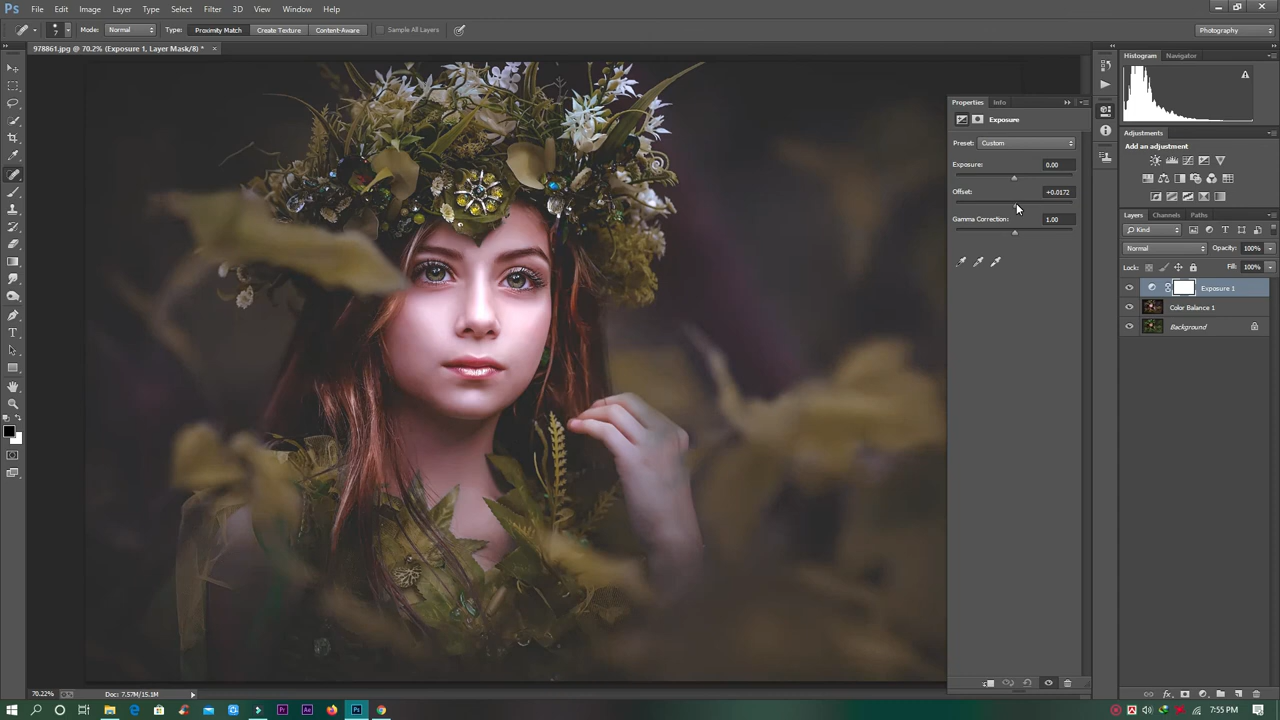 Ps File Edit Image Layer Type Select Filter 3D View Window Help
7 Mode: Normal Type: Proximity Match Create Texture Content-Aware Sample All Layers Photography
978861.jpg @ 70.2% (Exposure 1, Layer Mask/8) *
Histogram Navigator
Properties Info
Exposure
Preset: Custom
Exposure: 0.00
Offset: +0.0172
Gamma Correction: 1.00
Adjustments
Add an adjustment
Layers Channels Paths
Kind
Normal Opacity: 100%
Lock: Fill: 100%
Exposure 1
Color Balance 1
Background
70.22% Doc: 7.57M/15.1M
Pr Ae Ps 7:55 PM